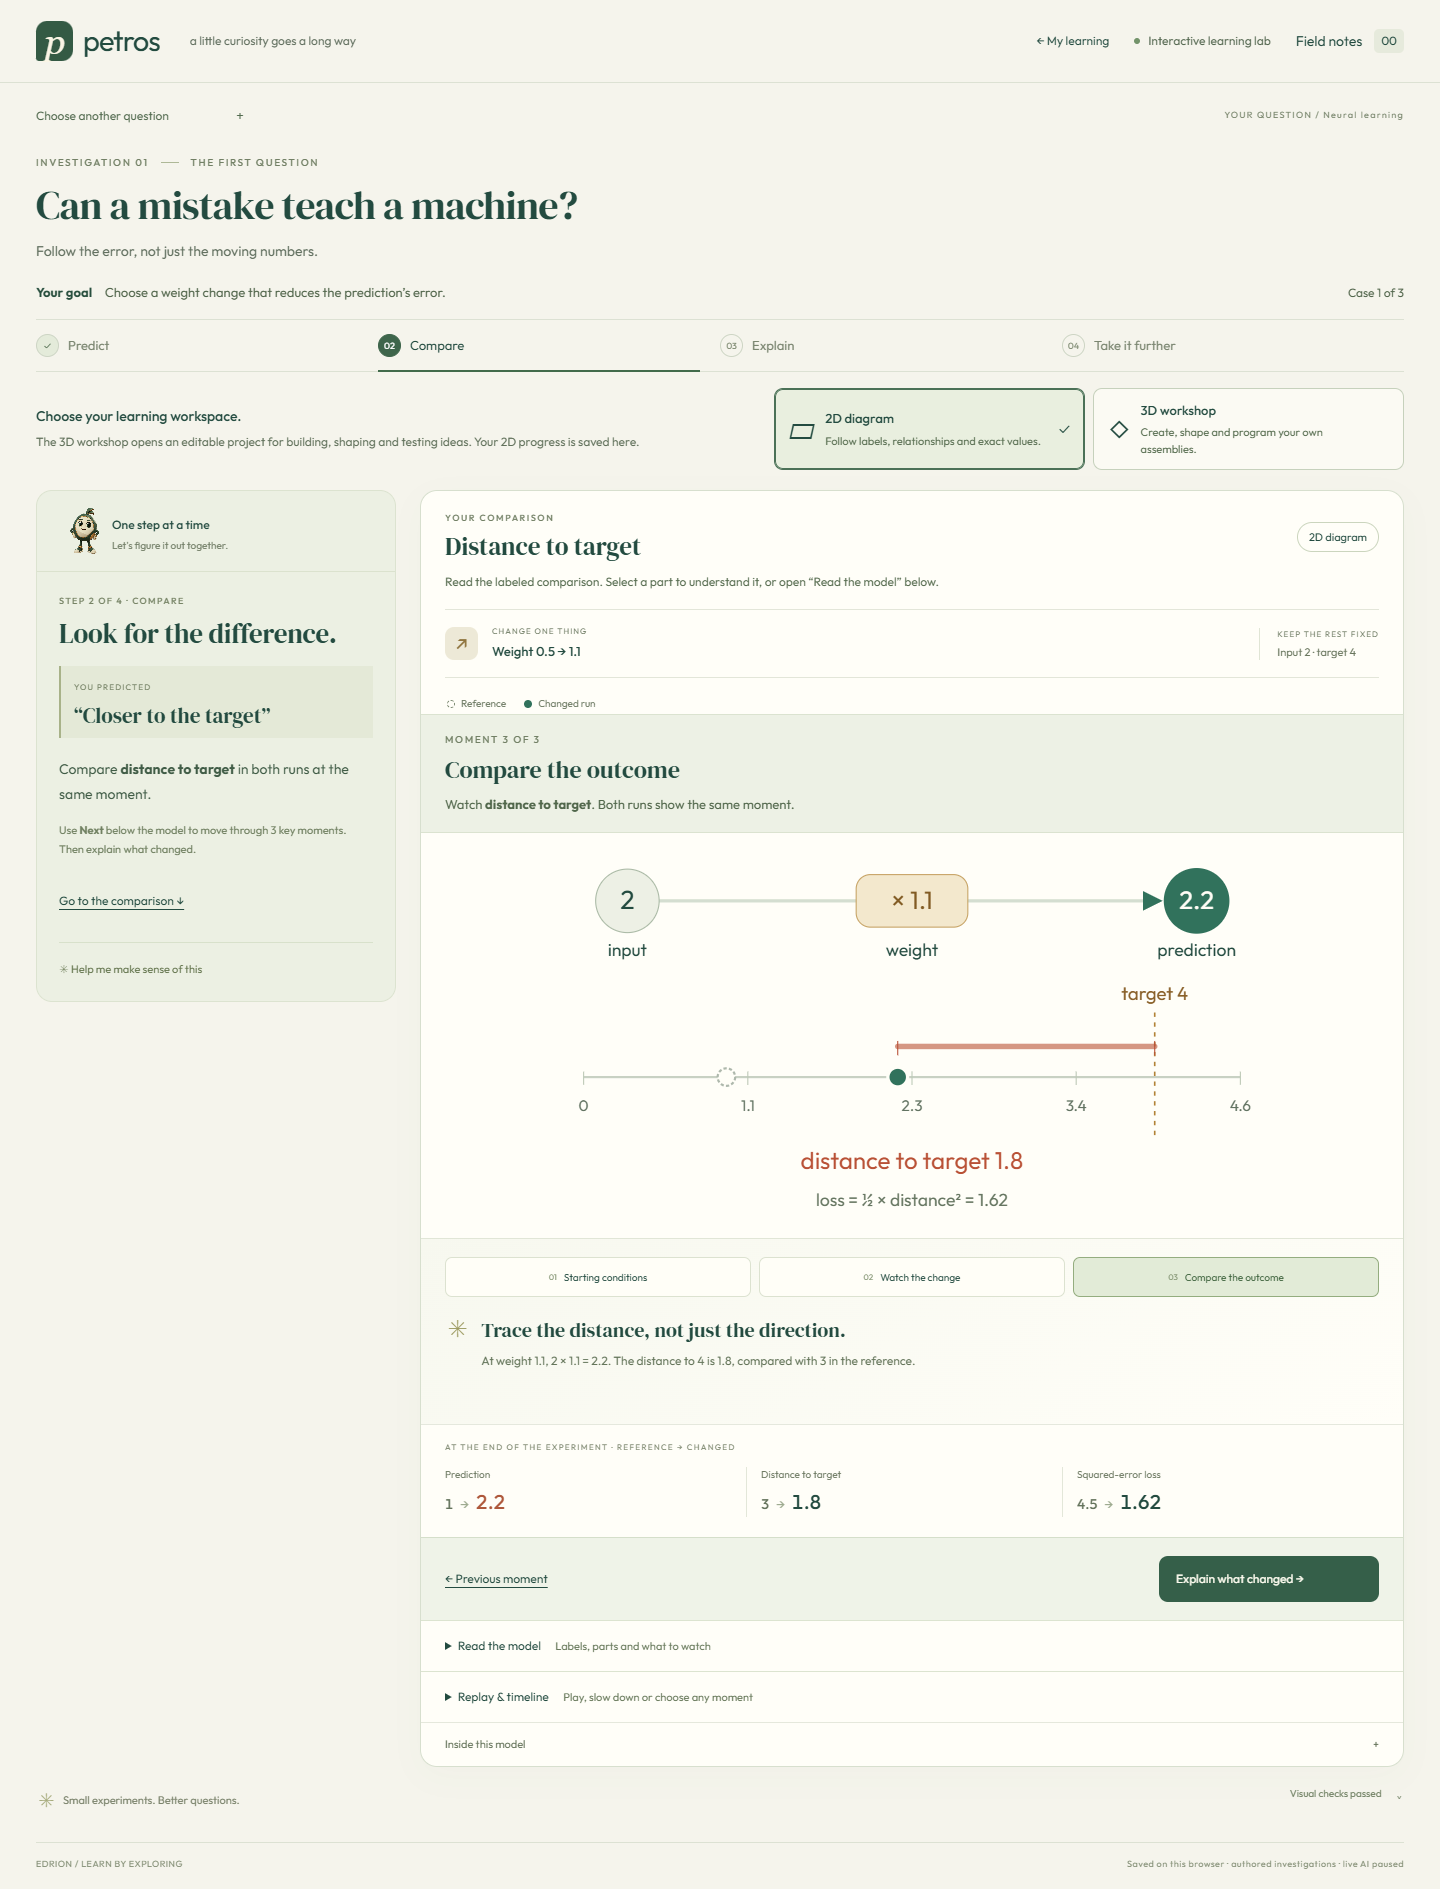 p petros
a little curiosity goes a long way
← My learning
Interactive learning lab
Field notes 00
Choose another question +
YOUR QUESTION / Neural learning
INVESTIGATION 01 — THE FIRST QUESTION
Can a mistake teach a machine?
Follow the error, not just the moving numbers.
Your goal Choose a weight change that reduces the prediction’s error.
Case 1 of 3
✓ Predict
02 Compare
03 Explain
04 Take it further
Choose your learning workspace.
The 3D workshop opens an editable project for building, shaping and testing ideas. Your 2D progress is saved here.
2D diagram
Follow labels, relationships and exact values.
✓
3D workshop
Create, shape and program your own
assemblies.
One step at a time
Let’s figure it out together.
STEP 2 OF 4 · COMPARE
Look for the difference.
YOU PREDICTED
“Closer to the target”
Compare distance to target in both runs at the
same moment.
Use Next below the model to move through 3 key moments.
Then explain what changed.
Go to the comparison ↓
✳ Help me make sense of this
YOUR COMPARISON
Distance to target
2D diagram
Read the labeled comparison. Select a part to understand it, or open “Read the model” below.
↗
CHANGE ONE THING
Weight 0.5 → 1.1
KEEP THE REST FIXED
Input 2 · target 4
Reference
Changed run
MOMENT 3 OF 3
Compare the outcome
Watch distance to target. Both runs show the same moment.
2 × 1.1 2.2
input weight prediction
target 4
0 1.1 2.3 3.4 4.6
distance to target 1.8
loss = ½ × distance² = 1.62
01 Starting conditions
02 Watch the change
03 Compare the outcome
✳ Trace the distance, not just the direction.
At weight 1.1, 2 × 1.1 = 2.2. The distance to 4 is 1.8, compared with 3 in the reference.
AT THE END OF THE EXPERIMENT · REFERENCE → CHANGED
Prediction
1 → 2.2
Distance to target
3 → 1.8
Squared-error loss
4.5 → 1.62
← Previous moment
Explain what changed →
▶ Read the model Labels, parts and what to watch
▶ Replay & timeline Play, slow down or choose any moment
Inside this model +
✳ Small experiments. Better questions.
Visual checks passed ⌄
EDRION / LEARN BY EXPLORING
Saved on this browser · authored investigations · live AI paused